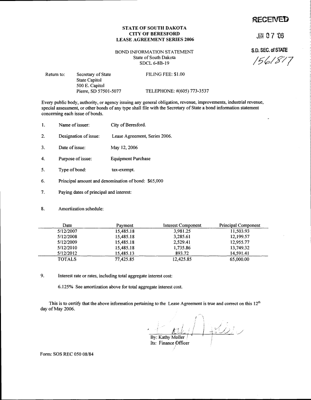 RECEIVED
JUN 07 '06
S.D. SEC. of STATE
1561817
STATE OF SOUTH DAKOTA
CITY OF BERESFORD
LEASE AGREEMENT SERIES 2006
BOND INFORMATION STATEMENT
State of South Dakota
SDCL 6-8B-19
Return to: Secretary of State FILING FEE: $1.00
State Capitol
500 E. Capitol
Pierre, SD 57501-5077 TELEPHONE: #(605) 773-3537
Every public body, authority, or agency issuing any general obligation, revenue, improvements, industrial revenue,
special assessment, or other bonds of any type shall file with the Secretary of State a bond information statement
concerning each issue of bonds.
1. Name of issuer: City of Beresford.
2. Designation of issue: Lease Agreement, Series 2006.
3. Date of issue: May 12, 2006
4. Purpose of issue: Equipment Purchase
5. Type of bond: tax-exempt.
6. Principal amount and denomination of bond: $65,000
7. Paying dates of principal and interest:
8. Amortization schedule:
Date Payment Interest Component Principal Component
5/12/2007 15,485.18 3,981.25 11,503.93
5/12/2008 15,485.18 3,285.61 12,199.57
5/12/2009 15,485.18 2,529.41 12,955.77
5/12/2010 15,485.18 1,735.86 13,749.32
5/12/2012 15,485.13 893.72 14,591.41
TOTALS 77,425.85 12,425.85 65,000.00
9. Interest rate or rates, including total aggregate interest cost:
6.125% See amortization above for total aggregate interest cost.
This is to certify that the above information pertaining to the Lease Agreement is true and correct on this 12th
day of May 2006.
By: Kathy Muller
Its: Finance Officer
Form: SOS REC 050 08/84